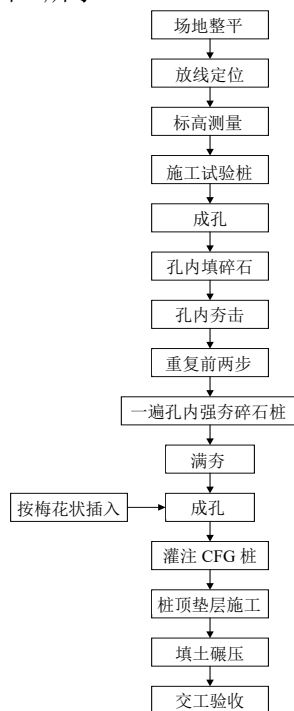 场地整平
放线定位
标高测量
施工试验桩
成孔
孔内填碎石
孔内夯击
重复前两步
一遍孔内强夯碎石桩
满夯
按梅花状插入
成孔
灌注 CFG 桩
桩顶垫层施工
填土碾压
交工验收